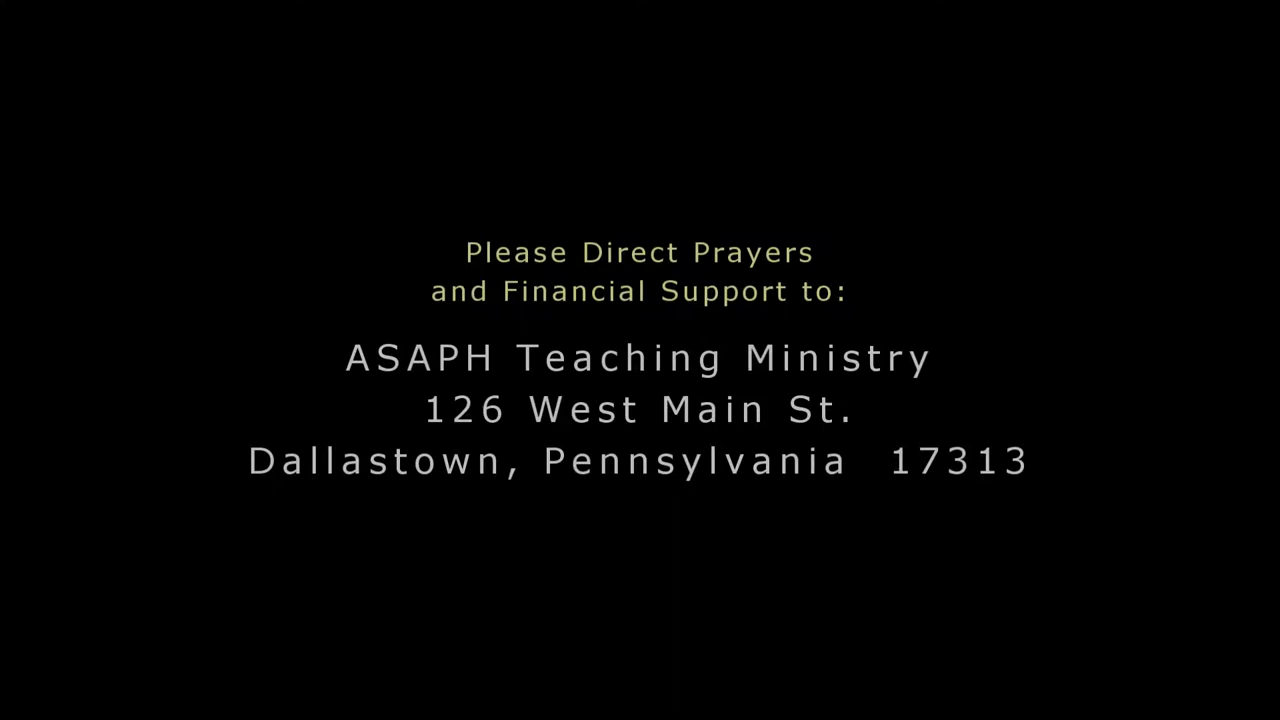 Please Direct Prayers
and Financial Support to:
ASAPH Teaching Ministry
126 West Main St.
Dallastown, Pennsylvania 17313